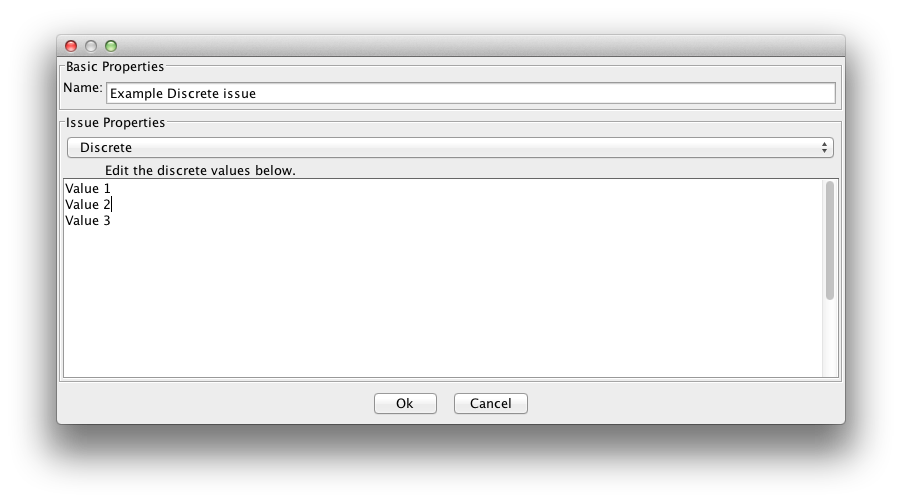 Basic Properties
Name: Example Discrete issue
Issue Properties
Discrete
Edit the discrete values below.
Value 1
Value 2
Value 3
Ok Cancel